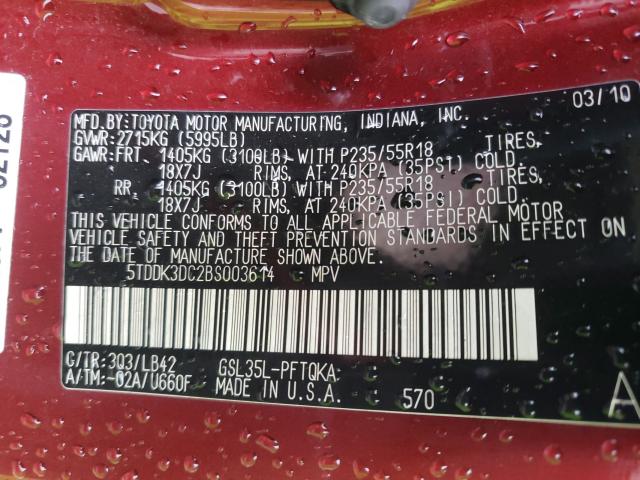 MFD.BY:TOYOTA MOTOR MANUFACTURING, INDIANA, INC. 03/10
GVWR:2715KG (5995LB)
GAWR:FRT 1405KG (3100LB) WITH P235/55R18 TIRES,
18X7J RIMS, AT 240KPA (35PSI) COLD.
RR 1405KG (3100LB) WITH P235/55R18 TIRES,
18X7J RIMS, AT 240KPA (35PSI) COLD.
THIS VEHICLE CONFORMS TO ALL APPLICABLE FEDERAL MOTOR
VEHICLE SAFETY AND THEFT PREVENTION STANDARDS IN EFFECT ON
THE DATE OF MANUFACTURE SHOWN ABOVE.
5TDDK3DC2BS003614 MPV
C/TR:3Q3/LB42 GSL35L-PFTQKA
A/TM:-02A/U660F MADE IN U.S.A. 570 A